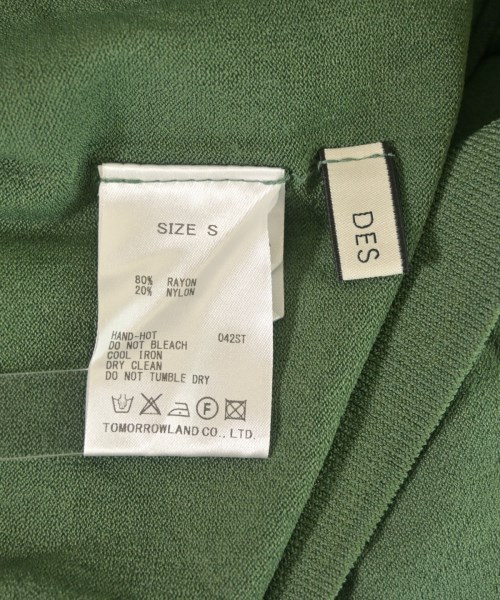 SIZE S
80% RAYON
20% NYLON
HAND-HOT 042ST
DO NOT BLEACH
COOL IRON
DRY CLEAN
DO NOT TUMBLE DRY
F
TOMORROWLAND CO., LTD.
DES